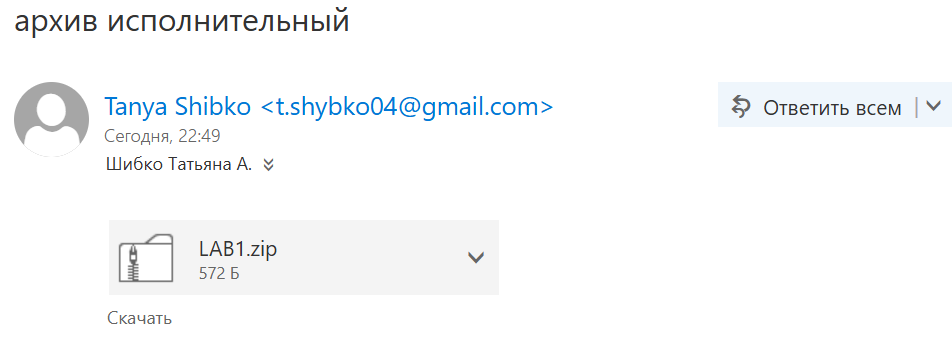 архив исполнительный
Tanya Shibko <t.shybko04@gmail.com>
Ответить всем
Сегодня, 22:49
Шибко Татьяна А.
LAB1.zip
572 Б
Скачать